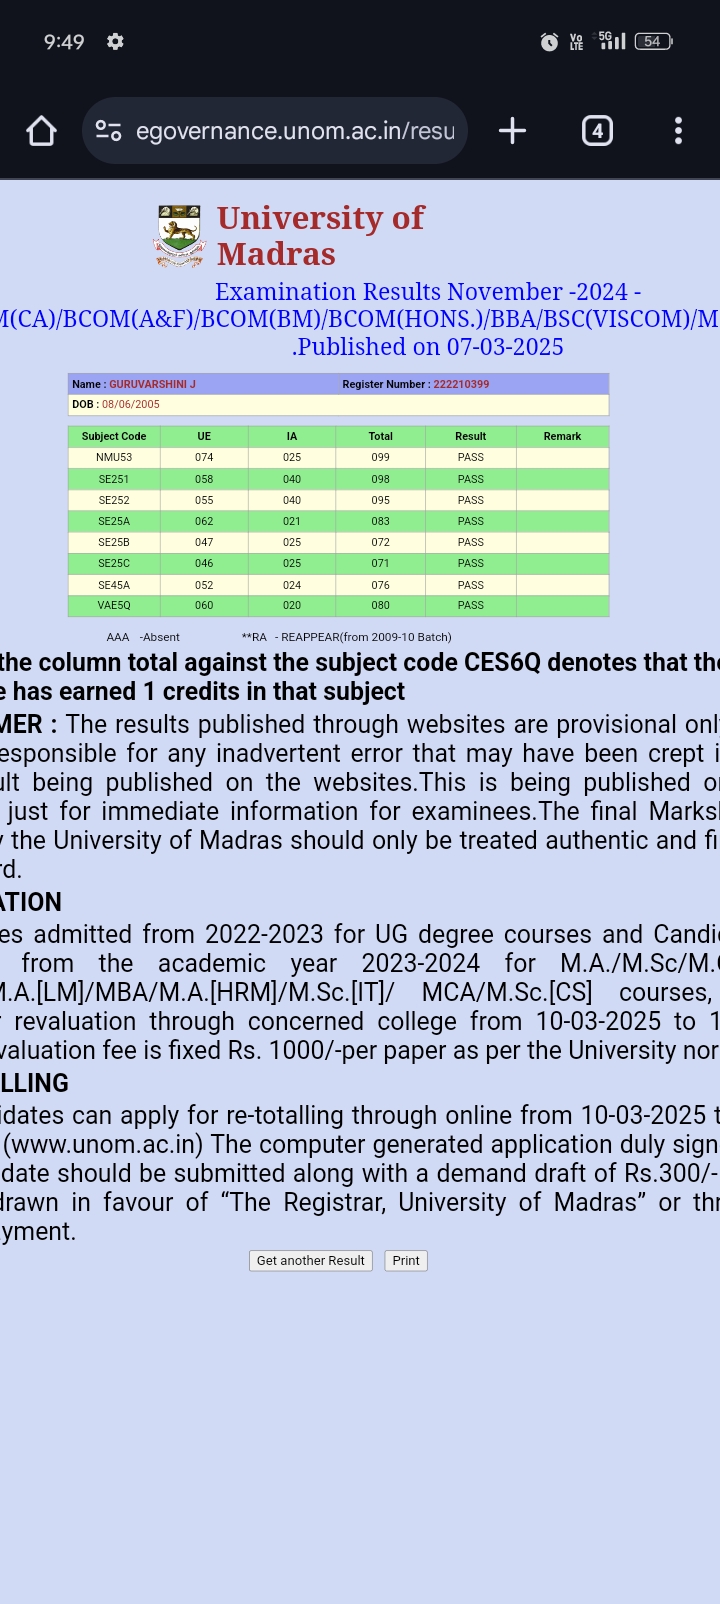 9:49
Vo LTE 5G 54
egovernance.unom.ac.in/resu
4
University of
Madras
Examination Results November -2024 -
M(CA)/BCOM(A&F)/BCOM(BM)/BCOM(HONS.)/BBA/BSC(VISCOM)/M
.Published on 07-03-2025
Name : GURUVARSHINI J Register Number : 222210399
DOB : 08/06/2005
Subject Code UE IA Total Result Remark
NMU53 074 025 099 PASS
SE251 058 040 098 PASS
SE252 055 040 095 PASS
SE25A 062 021 083 PASS
SE25B 047 025 072 PASS
SE25C 046 025 071 PASS
SE45A 052 024 076 PASS
VAE5Q 060 020 080 PASS
AAA -Absent **RA - REAPPEAR(from 2009-10 Batch)
the column total against the subject code CES6Q denotes that the
e has earned 1 credits in that subject
MER : The results published through websites are provisional only
esponsible for any inadvertent error that may have been crept i
ult being published on the websites.This is being published on
just for immediate information for examinees.The final Marksh
y the University of Madras should only be treated authentic and fi
rd.
ATION
es admitted from 2022-2023 for UG degree courses and Candid
from the academic year 2023-2024 for M.A./M.Sc/M.C
M.A.[LM]/MBA/M.A.[HRM]/M.Sc.[IT]/ MCA/M.Sc.[CS] courses,
r revaluation through concerned college from 10-03-2025 to 1
valuation fee is fixed Rs. 1000/-per paper as per the University nor
LLING
idates can apply for re-totalling through online from 10-03-2025 t
(www.unom.ac.in) The computer generated application duly sign
date should be submitted along with a demand draft of Rs.300/-
drawn in favour of “The Registrar, University of Madras” or thr
yment.
Get another Result Print